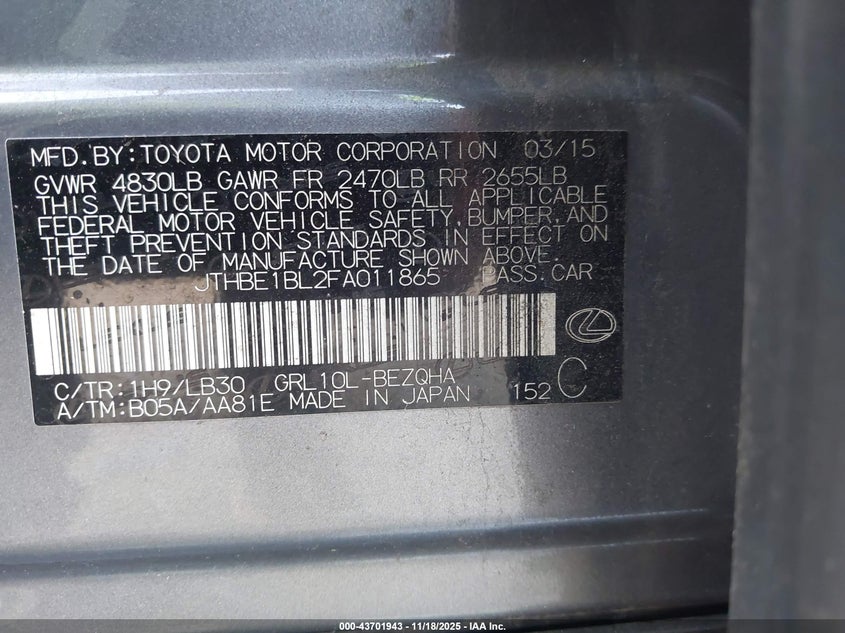 MFD.BY:TOYOTA MOTOR CORPORATION 03/15
GVWR 4830LB GAWR FR 2470LB RR 2655LB
THIS VEHICLE CONFORMS TO ALL APPLICABLE
FEDERAL MOTOR VEHICLE SAFETY,BUMPER,AND
THEFT PREVENTION STANDARDS IN EFFECT ON
THE DATE OF MANUFACTURE SHOWN ABOVE.
JTHBE1BL2FA011865 PASS.CAR
C/TR:1H9/LB30 GRL10L-BEZQHA
A/TM:B05A/AA81E MADE IN JAPAN 152 C
000-43701943 - 11/18/2025 - IAA Inc.